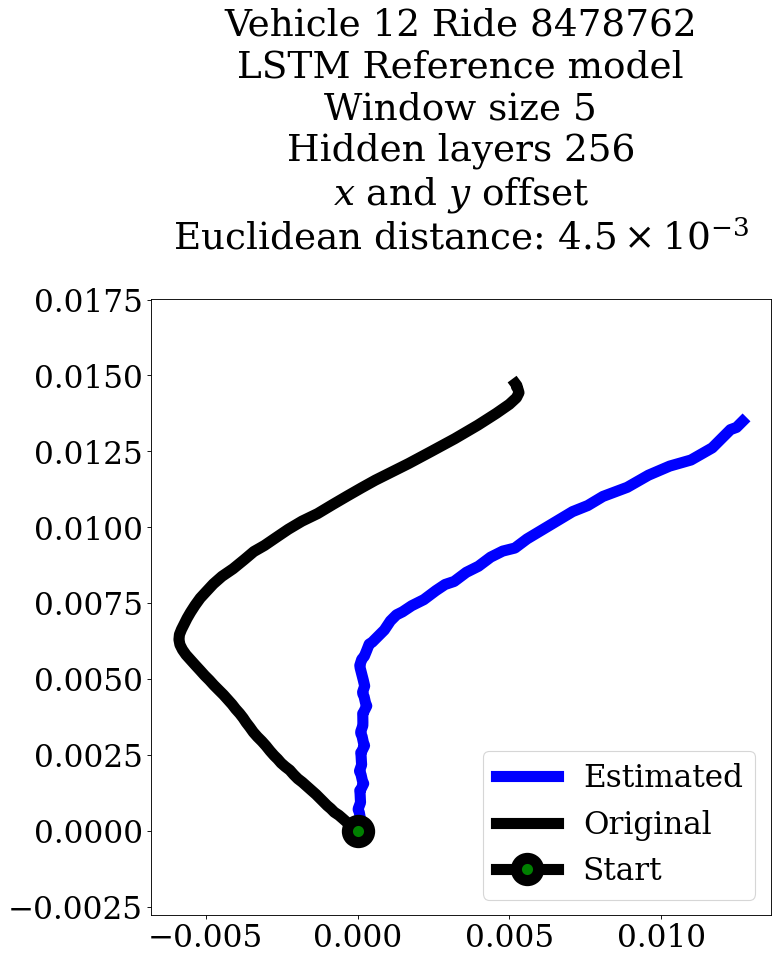 Vehicle 12 Ride 8478762
LSTM Reference model
Window size 5
Hidden layers 256
x and y offset
Euclidean distance: 4.5 × 10⁻³
0.0175
0.0150
0.0125
0.0100
0.0075
0.0050
0.0025
0.0000
−0.0025
Estimated
Original
Start
−0.005 0.000 0.005 0.010